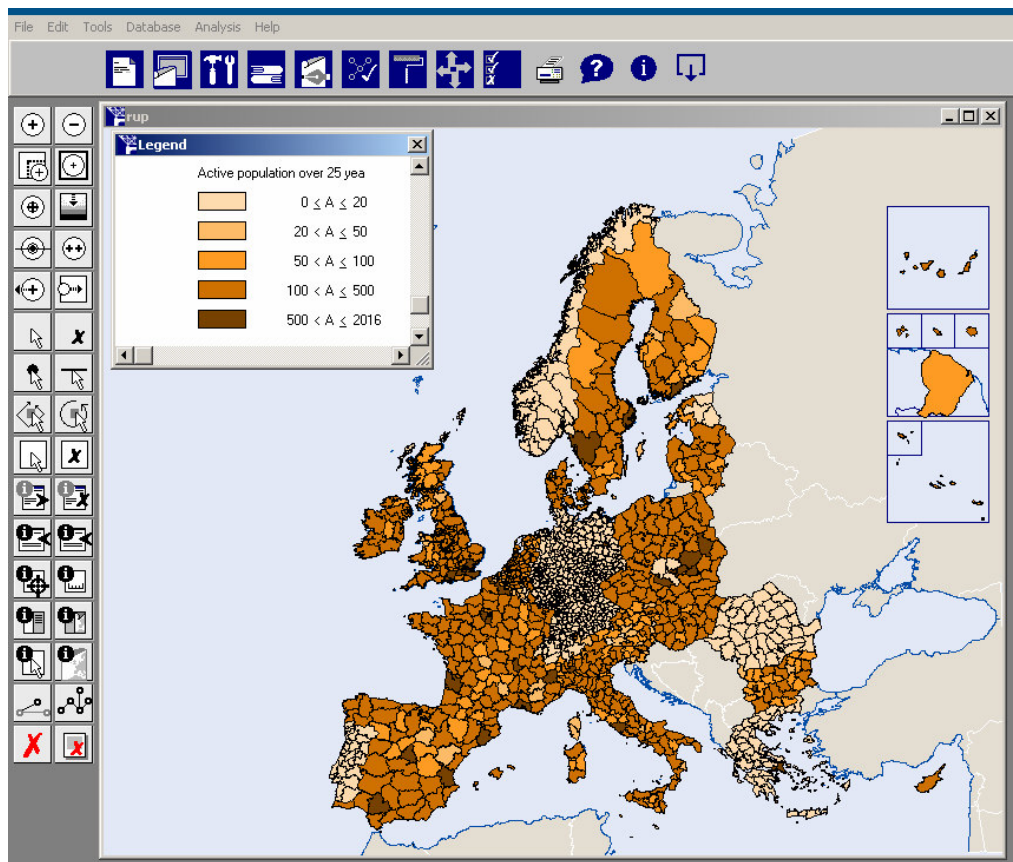 File Edit Tools Database Analysis Help
rup
Legend
Active population over 25 yea
0 ≤ A ≤ 20
20 < A ≤ 50
50 < A ≤ 100
100 < A ≤ 500
500 < A ≤ 2016